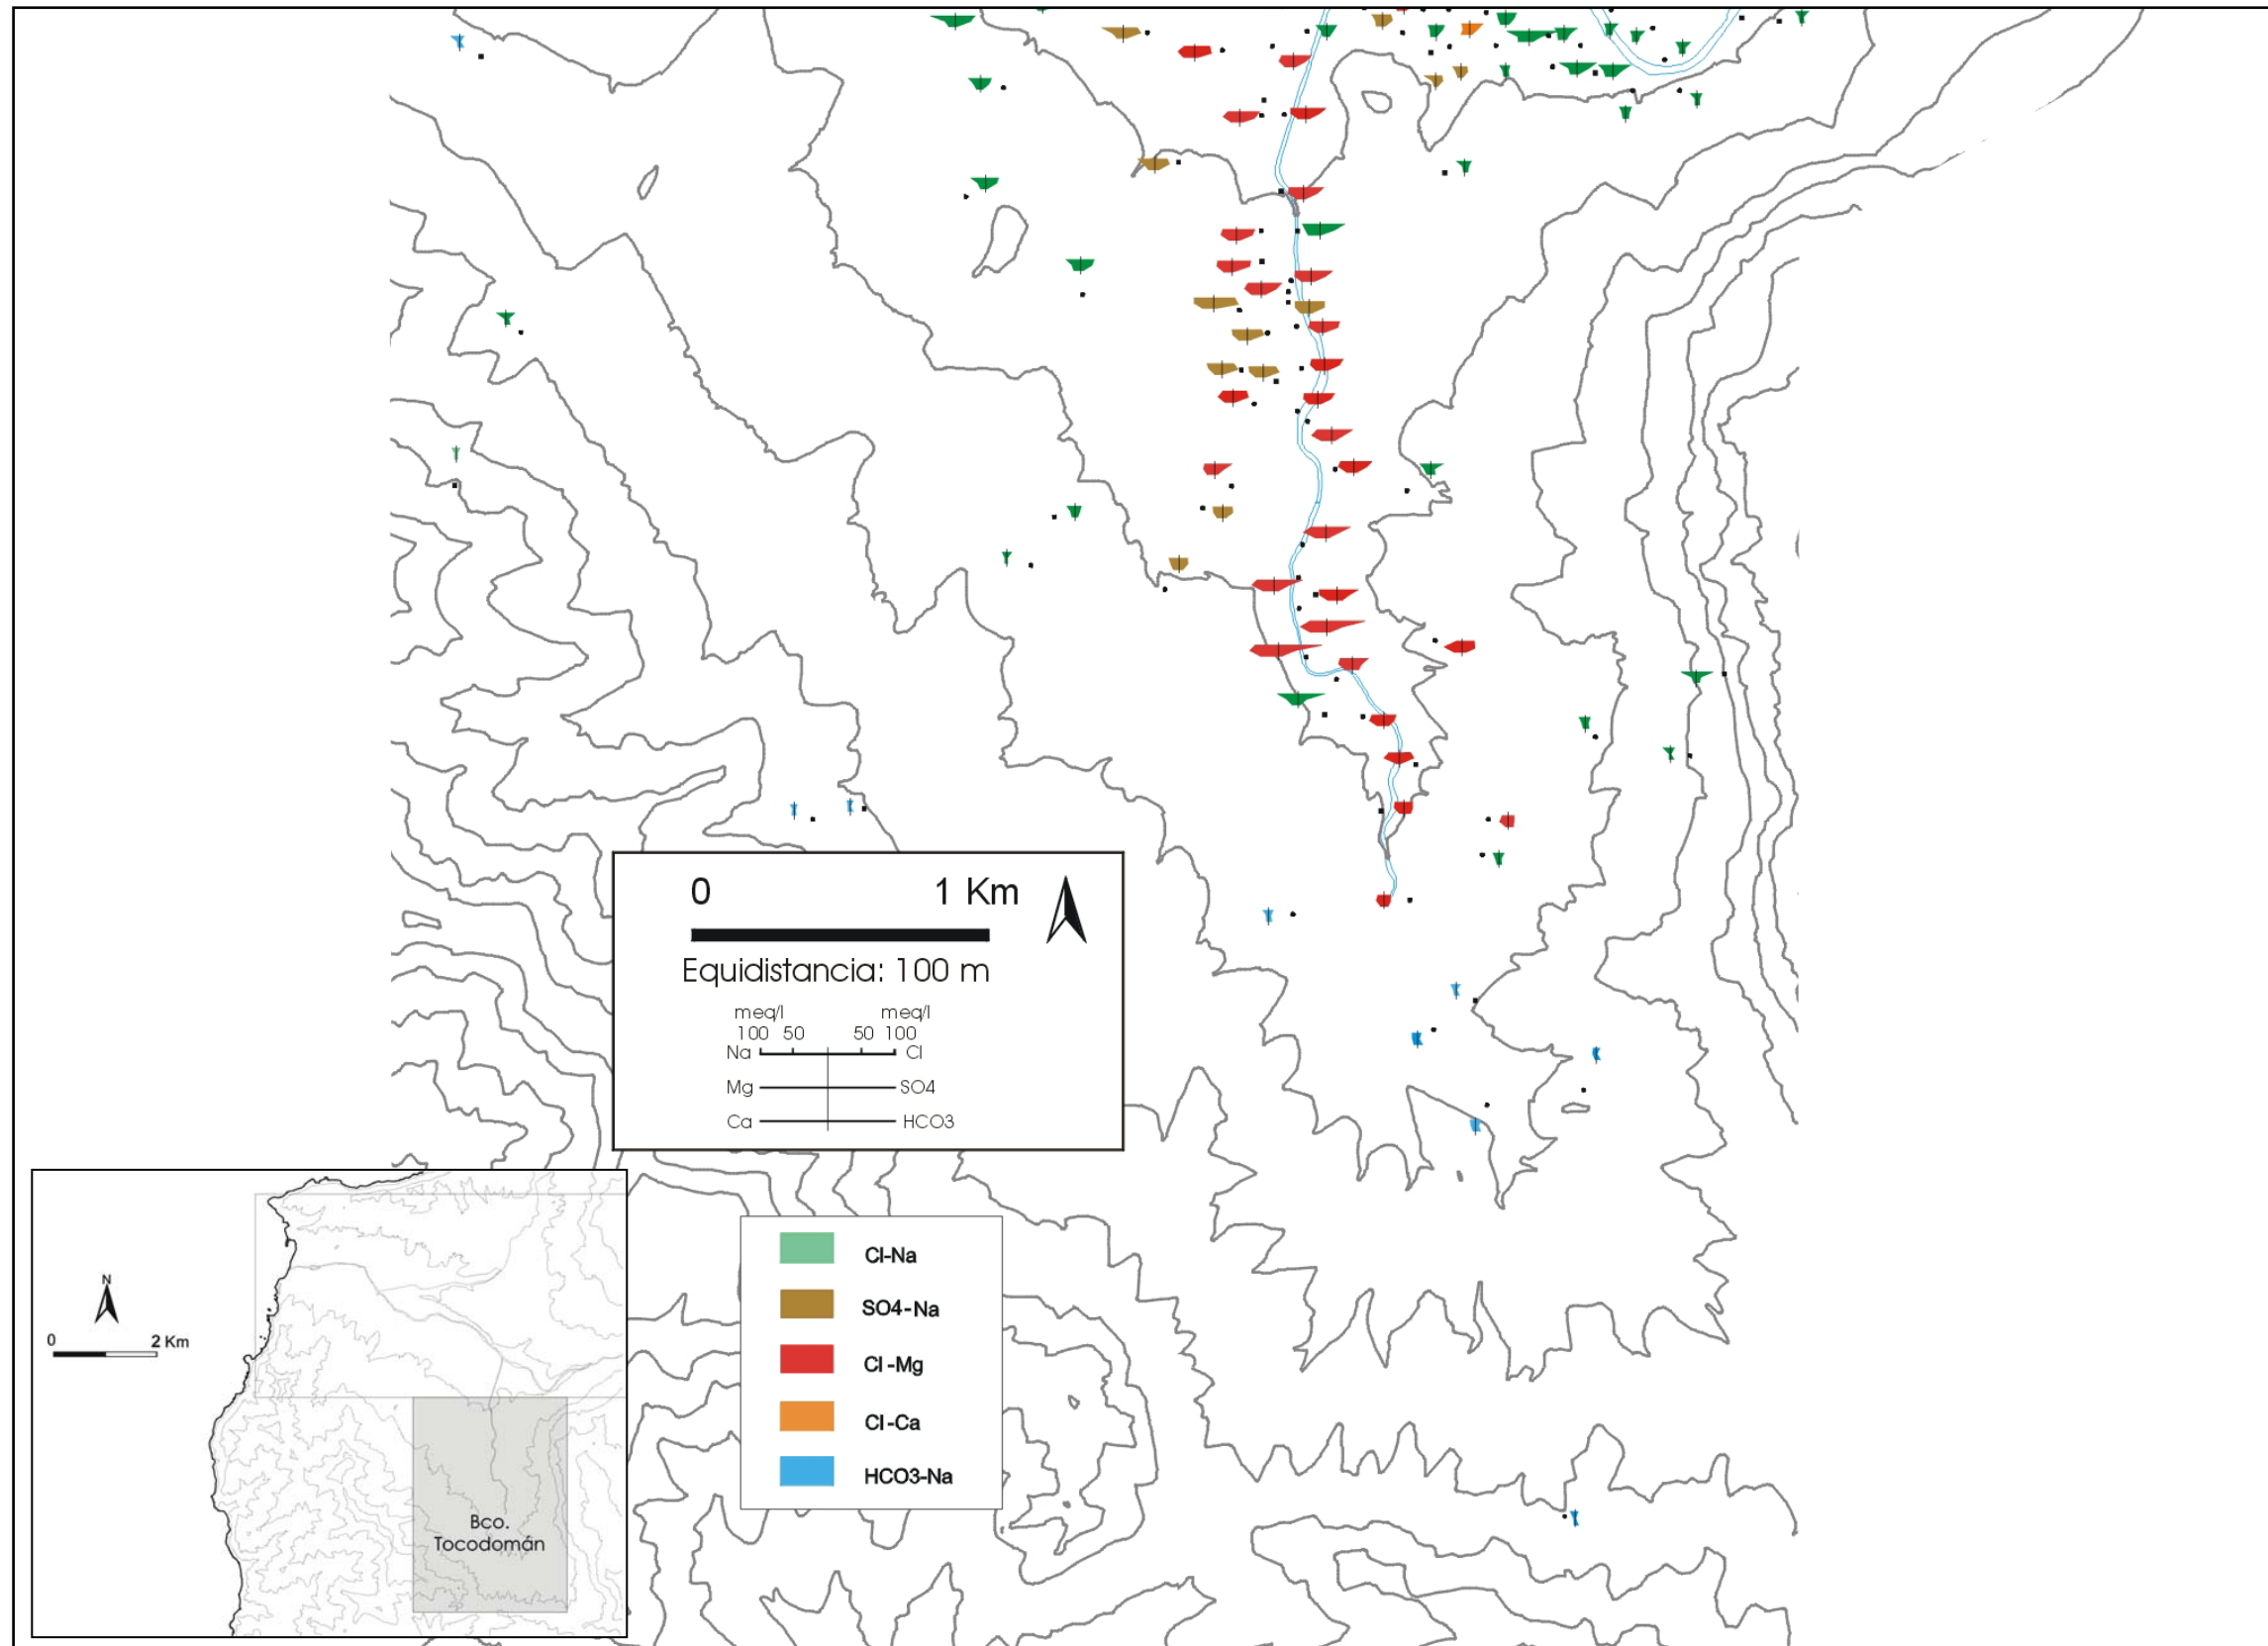 0 1 Km
Equidistancia: 100 m
meq/l meq/l
100 50 50 100
Na Cl
Mg SO4
Ca HCO3
N
0 2 Km
Bco.
Tocodomán
Cl-Na
SO4-Na
Cl-Mg
Cl-Ca
HCO3-Na